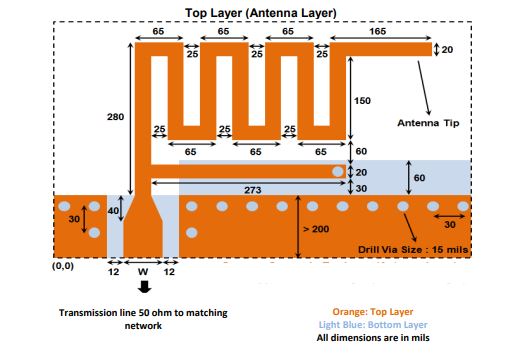 Top Layer (Antenna Layer)
65 65 65 165
25 25 25 20
280
150
Antenna Tip
25 25 25
65 65 65
60
20
273
30
60
40
30
> 200
30
Drill Via Size : 15 mils
(0,0)
12 W 12
Transmission line 50 ohm to matching
network
Orange: Top Layer
Light Blue: Bottom Layer
All dimensions are in mils